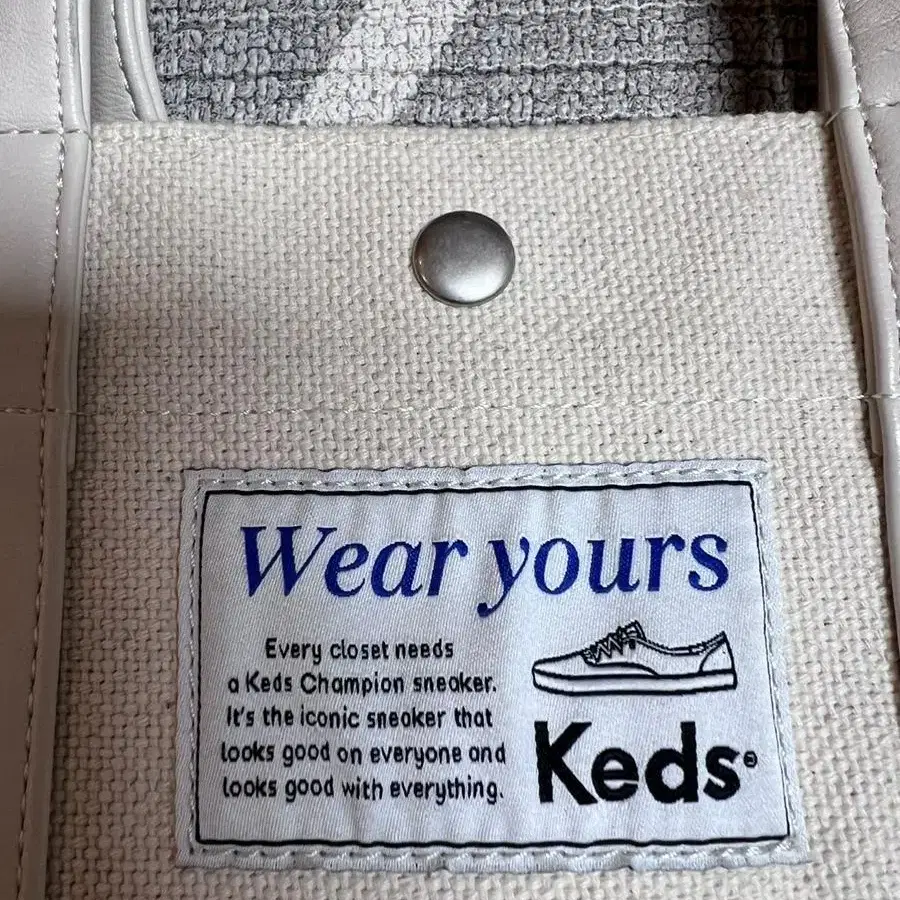 Wear yours
Every closet needs
a Keds Champion sneaker.
It's the iconic sneaker that
looks good on everyone and
looks good with everything.
Keds®